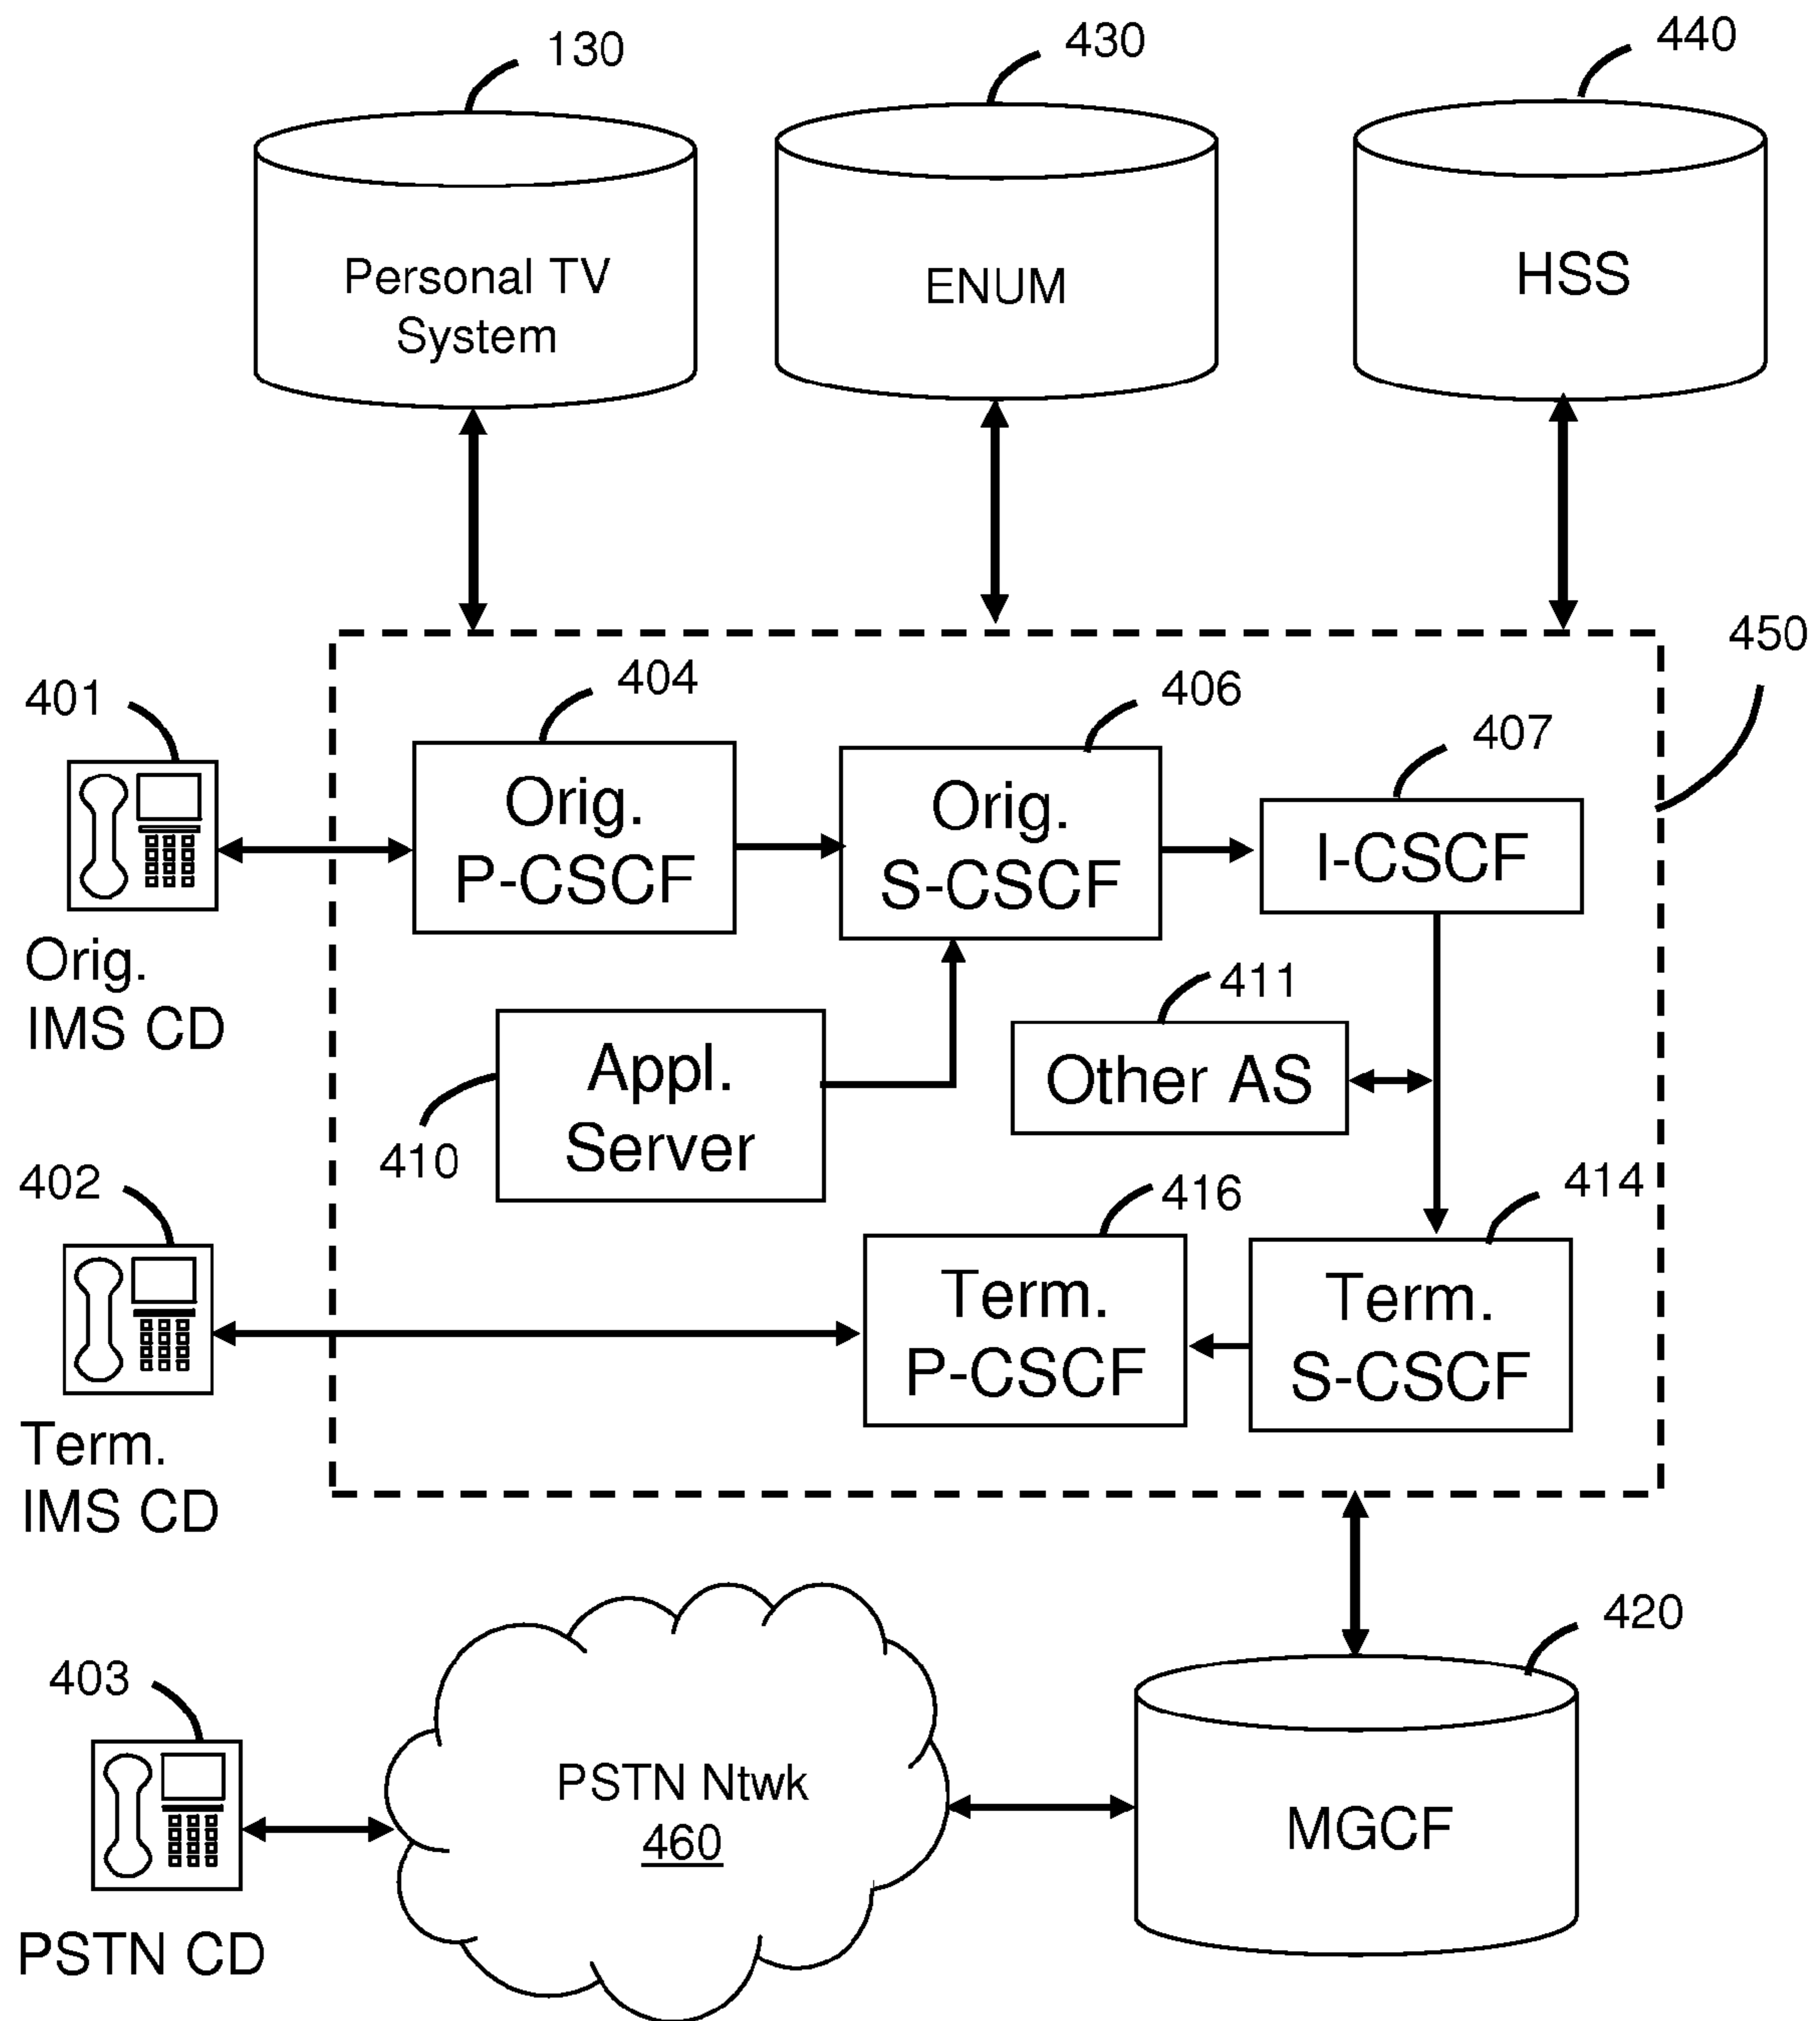 130
430
440
Personal TV
System
ENUM
HSS
450
401
404
406
407
Orig.
P-CSCF
Orig.
S-CSCF
I-CSCF
Orig.
IMS CD
411
Appl.
Server
Other AS
410
402
416
414
Term.
P-CSCF
Term.
S-CSCF
Term.
IMS CD
420
403
PSTN Ntwk
460
MGCF
PSTN CD